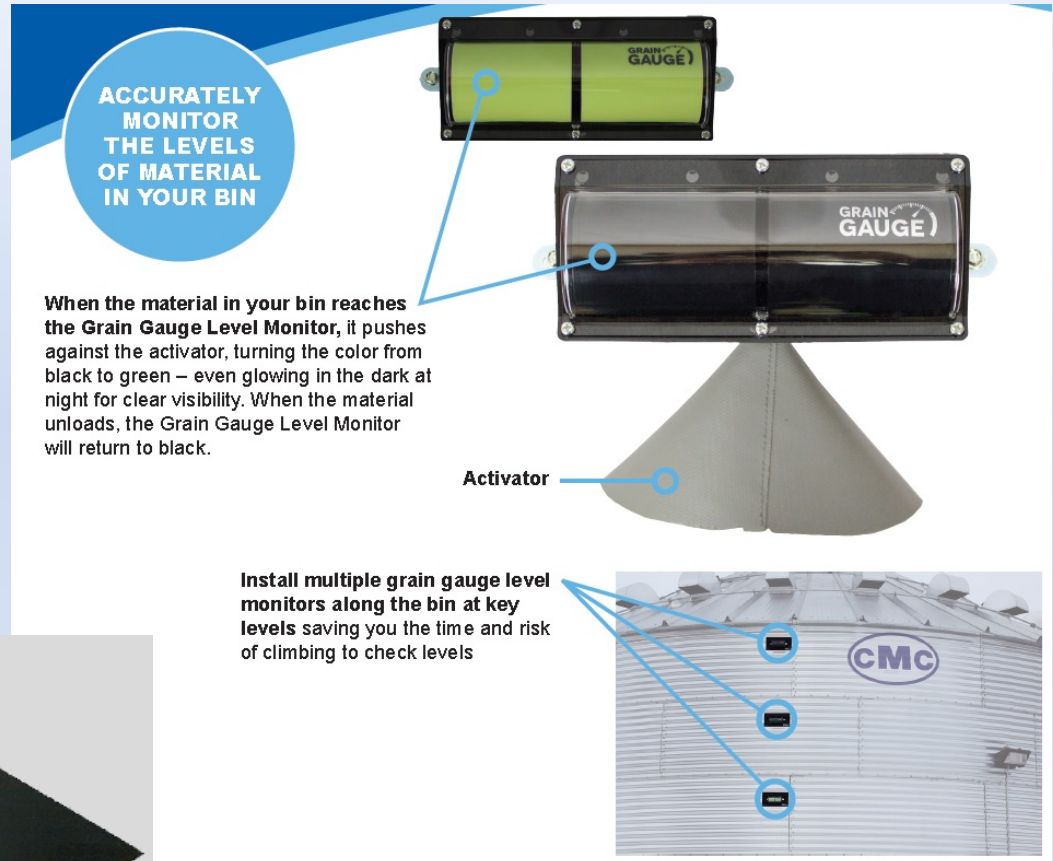 ACCURATELY
MONITOR
THE LEVELS
OF MATERIAL
IN YOUR BIN
GRAIN
GAUGE
GRAIN
GAUGE
When the material in your bin reaches
the Grain Gauge Level Monitor, it pushes
against the activator, turning the color from
black to green – even glowing in the dark at
night for clear visibility. When the material
unloads, the Grain Gauge Level Monitor
will return to black.
Activator
Install multiple grain gauge level
monitors along the bin at key
levels saving you the time and risk
of climbing to check levels
CMC